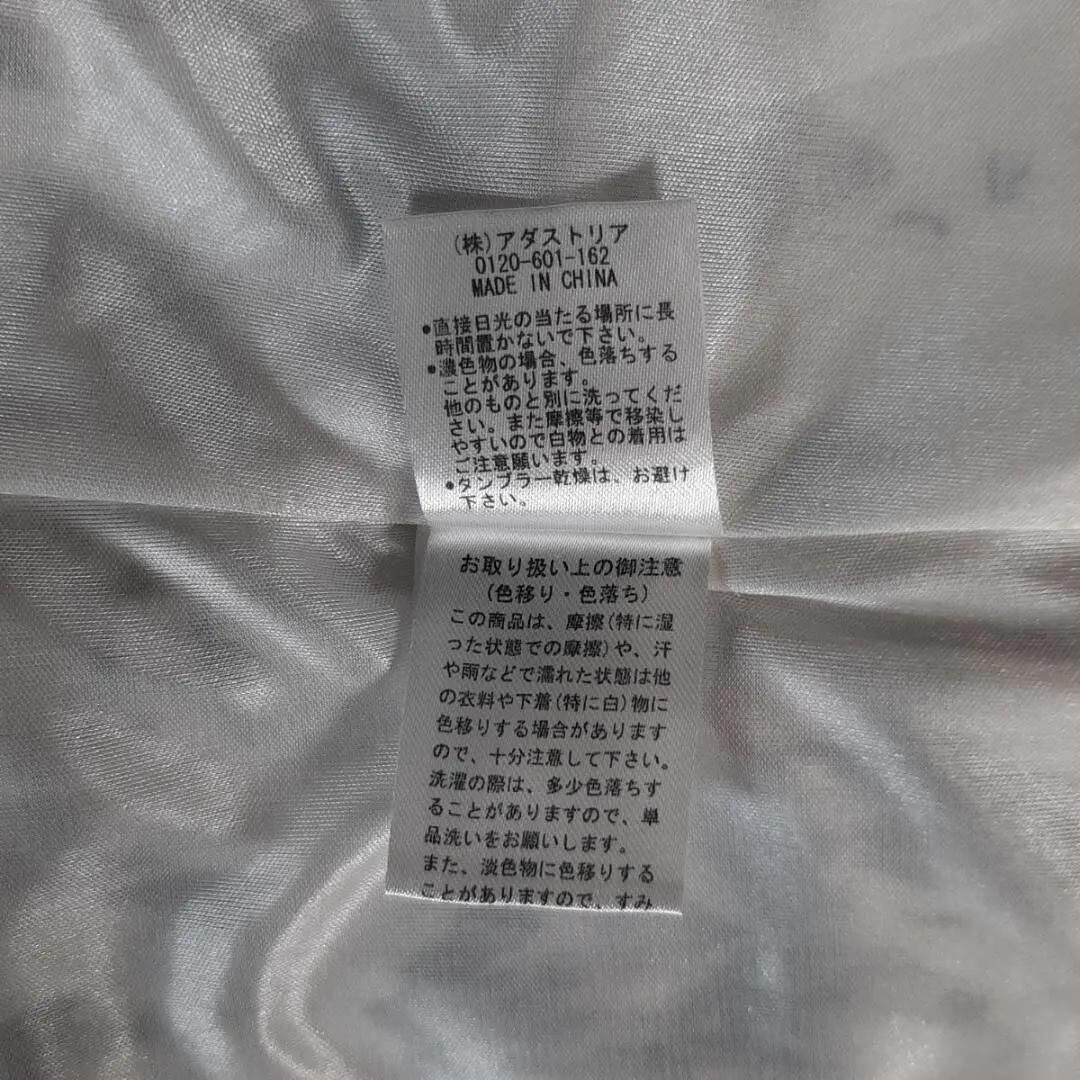 (株)アダストリア
0120-601-162
MADE IN CHINA
●直接日光の当たる場所に長
時間置かないで下さい。
●濃色物の場合、色落ちする
ことがあります。
他のものと別に洗ってくだ
さい。また摩擦等で移染し
やすいので白物との着用は
ご注意願います。
●タンブラー乾燥は、お避け
下さい。
お取り扱い上の御注意
(色移り・色落ち)
この商品は、摩擦(特に湿
った状態での摩擦)や、汗
や雨などで濡れた状態は他
の衣料や下着(特に白)物に
色移りする場合があります
ので、十分注意して下さい。
洗濯の際は、多少色落ちす
ることがありますので、単
品洗いをお願いします。
また、淡色物に色移りする
ことがありますので、すみ